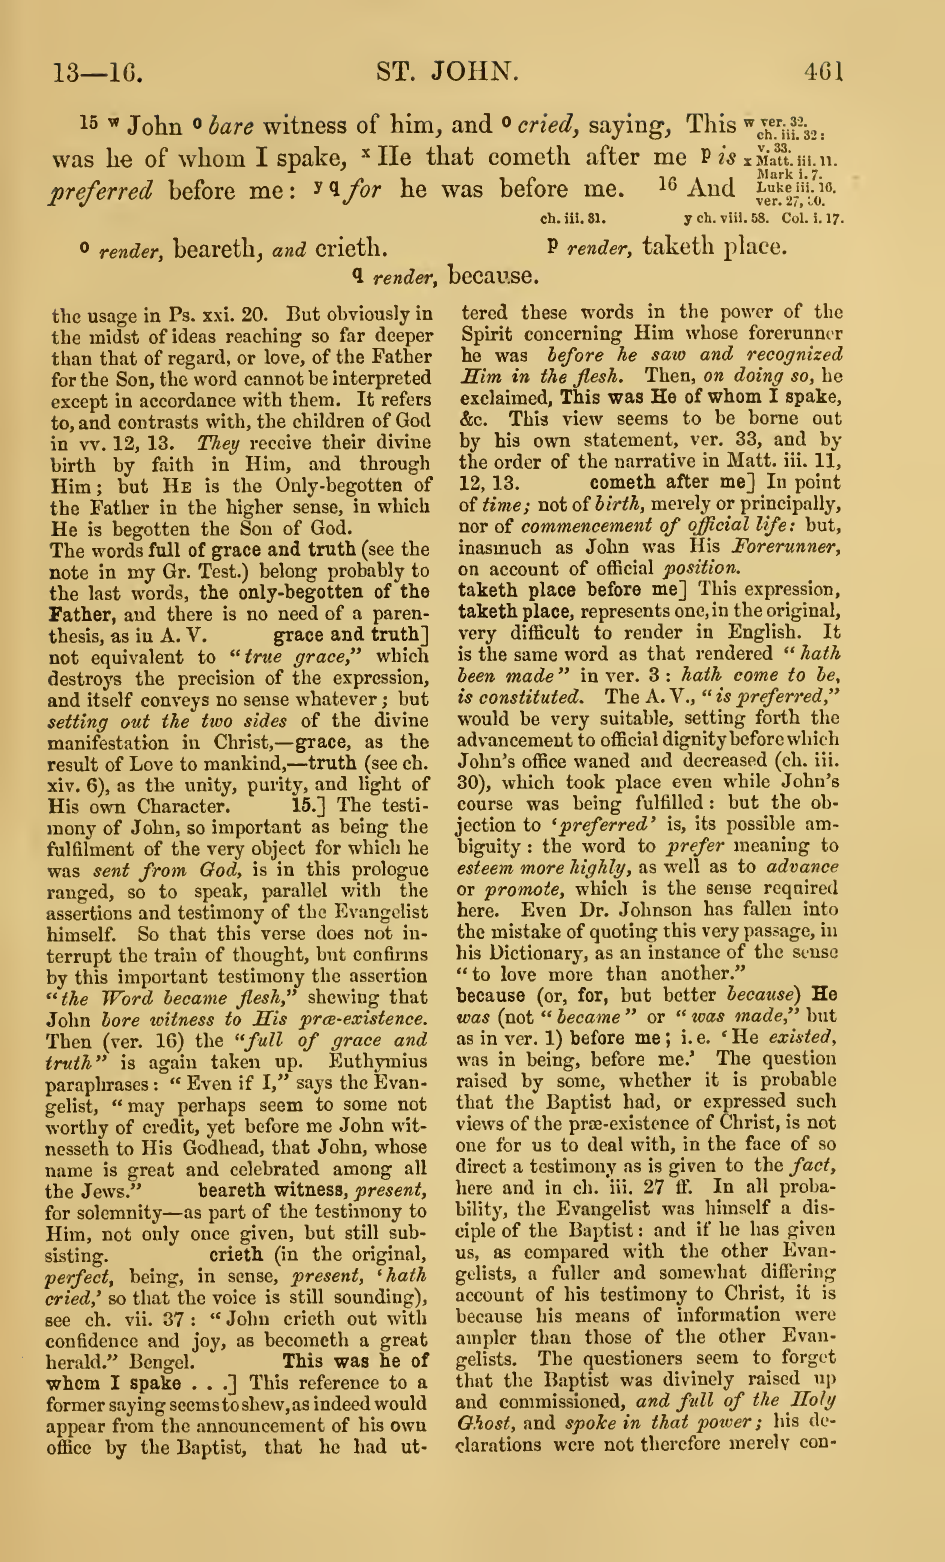 13—16. ST. JOHN. 461
15 w John o bare witness of him, and o cried, saying, This
was he of whom I spake, x He that cometh after me p is
preferred before me: y q for he was before me. 16 And
w ver. 32.
ch. iii. 32:
v. 33.
x Matt. iii. 11.
Mark i. 7.
Luke iii. 16.
ver. 27, 30.
ch. iii. 31. y ch. viii. 58. Col. i. 17.
o render, beareth, and crieth. p render, taketh place.
q render, because.
the usage in Ps. xxi. 20. But obviously in
the midst of ideas reaching so far deeper
than that of regard, or love, of the Father
for the Son, the word cannot be interpreted
except in accordance with them. It refers
to, and contrasts with, the children of God
in vv. 12, 13. They receive their divine
birth by faith in Him, and through
Him; but HE is the Only-begotten of
the Father in the higher sense, in which
He is begotten the Son of God.
The words full of grace and truth (see the
note in my Gr. Test.) belong probably to
the last words, the only-begotten of the
Father, and there is no need of a paren-
thesis, as in A. V. grace and truth]
not equivalent to "true grace," which
destroys the precision of the expression,
and itself conveys no sense whatever; but
setting out the two sides of the divine
manifestation in Christ,—grace, as the
result of Love to mankind,—truth (see ch.
xiv. 6), as the unity, purity, and light of
His own Character. 15.] The testi-
mony of John, so important as being the
fulfilment of the very object for which he
was sent from God, is in this prologue
ranged, so to speak, parallel with the
assertions and testimony of the Evangelist
himself. So that this verse does not in-
terrupt the train of thought, but confirms
by this important testimony the assertion
"the Word became flesh," shewing that
John bore witness to His præ-existence.
Then (ver. 16) the "full of grace and
truth" is again taken up. Euthymius
paraphrases: "Even if I," says the Evan-
gelist, "may perhaps seem to some not
worthy of credit, yet before me John wit-
nesseth to His Godhead, that John, whose
name is great and celebrated among all
the Jews." beareth witness, present,
for solemnity—as part of the testimony to
Him, not only once given, but still sub-
sisting. crieth (in the original,
perfect, being, in sense, present, 'hath
cried,' so that the voice is still sounding),
see ch. vii. 37: "John crieth out with
confidence and joy, as becometh a great
herald." Bengel. This was he of
whom I spake . . .] This reference to a
former saying seems to shew, as indeed would
appear from the announcement of his own
office by the Baptist, that he had ut-
tered these words in the power of the
Spirit concerning Him whose forerunner
he was before he saw and recognized
Him in the flesh. Then, on doing so, he
exclaimed, This was He of whom I spake,
&c. This view seems to be borne out
by his own statement, ver. 33, and by
the order of the narrative in Matt. iii. 11,
12, 13. cometh after me] In point
of time; not of birth, merely or principally,
nor of commencement of official life: but,
inasmuch as John was His Forerunner,
on account of official position.
taketh place before me] This expression,
taketh place, represents one, in the original,
very difficult to render in English. It
is the same word as that rendered "hath
been made" in ver. 3: hath come to be,
is constituted. The A. V., "is preferred,"
would be very suitable, setting forth the
advancement to official dignity before which
John's office waned and decreased (ch. iii.
30), which took place even while John's
course was being fulfilled: but the ob-
jection to 'preferred' is, its possible am-
biguity: the word to prefer meaning to
esteem more highly, as well as to advance
or promote, which is the sense required
here. Even Dr. Johnson has fallen into
the mistake of quoting this very passage, in
his Dictionary, as an instance of the sense
"to love more than another."
because (or, for, but better because) He
was (not "became" or "was made," but
as in ver. 1) before me; i. e. 'He existed,
was in being, before me.' The question
raised by some, whether it is probable
that the Baptist had, or expressed such
views of the præ-existence of Christ, is not
one for us to deal with, in the face of so
direct a testimony as is given to the fact,
here and in ch. iii. 27 ff. In all proba-
bility, the Evangelist was himself a dis-
ciple of the Baptist: and if he has given
us, as compared with the other Evan-
gelists, a fuller and somewhat differing
account of his testimony to Christ, it is
because his means of information were
ampler than those of the other Evan-
gelists. The questioners seem to forget
that the Baptist was divinely raised up
and commissioned, and full of the Holy
Ghost, and spoke in that power; his de-
clarations were not therefore merely con-